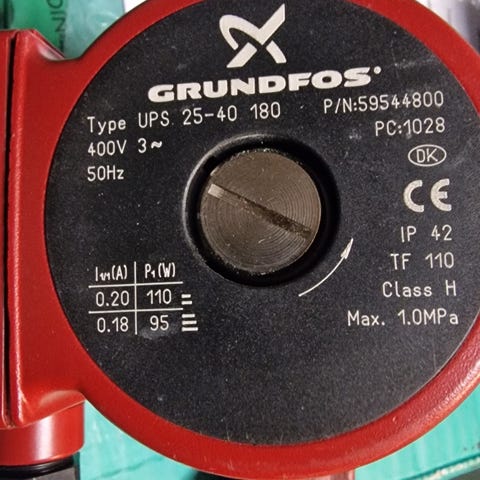 GRUNDFOS
Type UPS 25-40 180 P/N:59544800
400V 3~ PC:1028
50Hz
DK
CE
IP 42
TF 110
I1/1(A) P1(W) Class H
0.20 110
0.18 95 Max. 1.0MPa